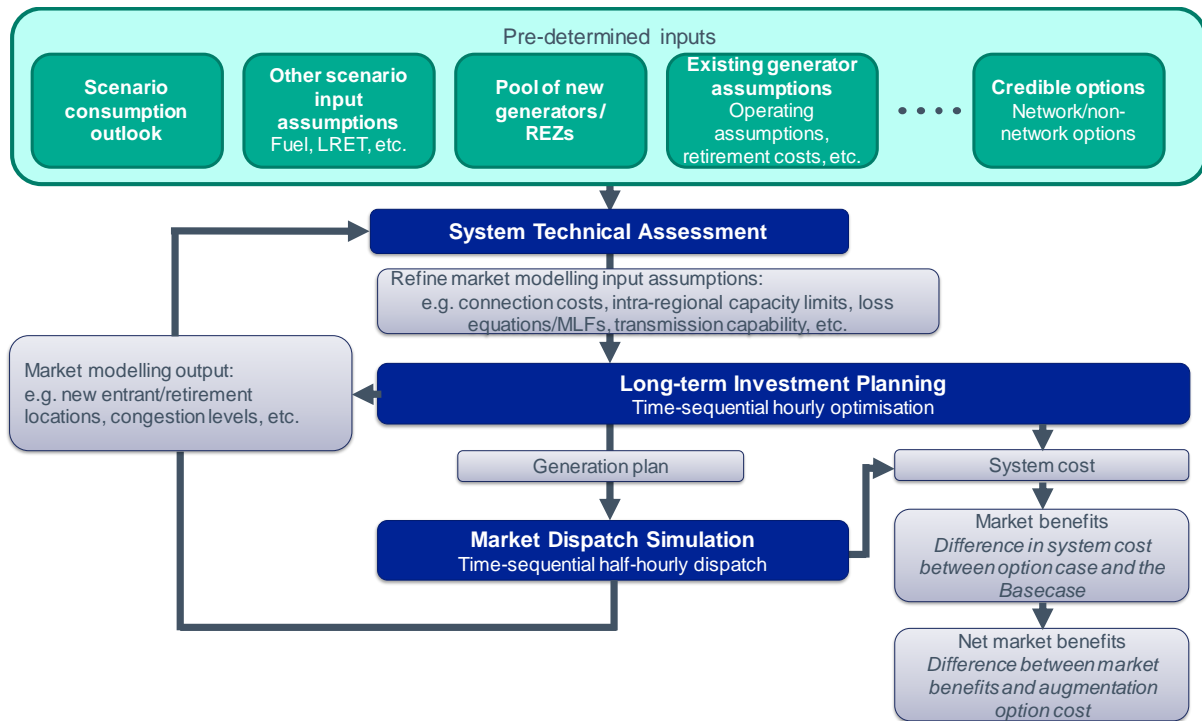 Pre-determined inputs
Scenario
consumption
outlook
Other scenario
input
assumptions
Fuel, LRET, etc.
Pool of new
generators/
REZs
Existing generator
assumptions
Operating
assumptions,
retirement costs, etc.
Credible options
Network/non-
network options
System Technical Assessment
Refine market modelling input assumptions:
e.g. connection costs, intra-regional capacity limits, loss
equations/MLFs, transmission capability, etc.
Market modelling output:
e.g. new entrant/retirement
locations, congestion levels, etc.
Long-term Investment Planning
Time-sequential hourly optimisation
Generation plan
System cost
Market Dispatch Simulation
Time-sequential half-hourly dispatch
Market benefits
Difference in system cost
between option case and the
Basecase
Net market benefits
Difference between market
benefits and augmentation
option cost